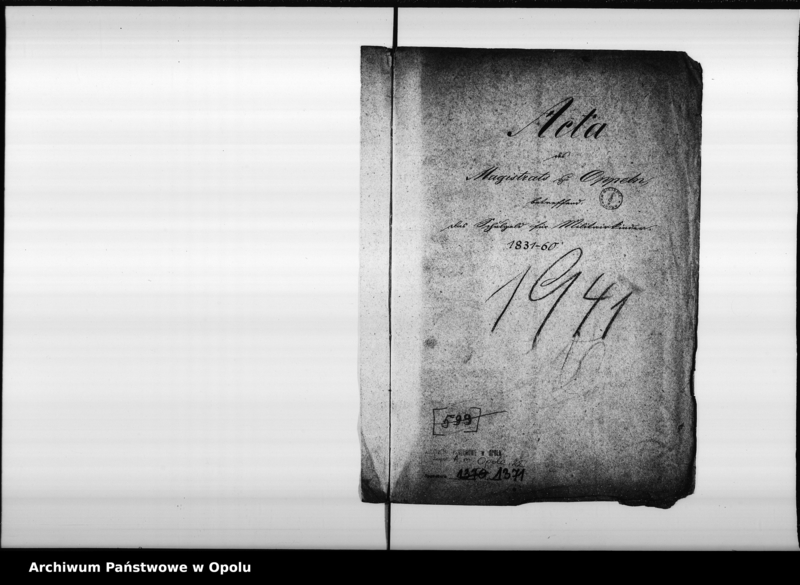 Acta
des
Magistrats zu Oppeln
betreffend
das Schulgeld für Militairkinder.
1831-60
1941
599
1371
Archiwum Państwowe w Opolu